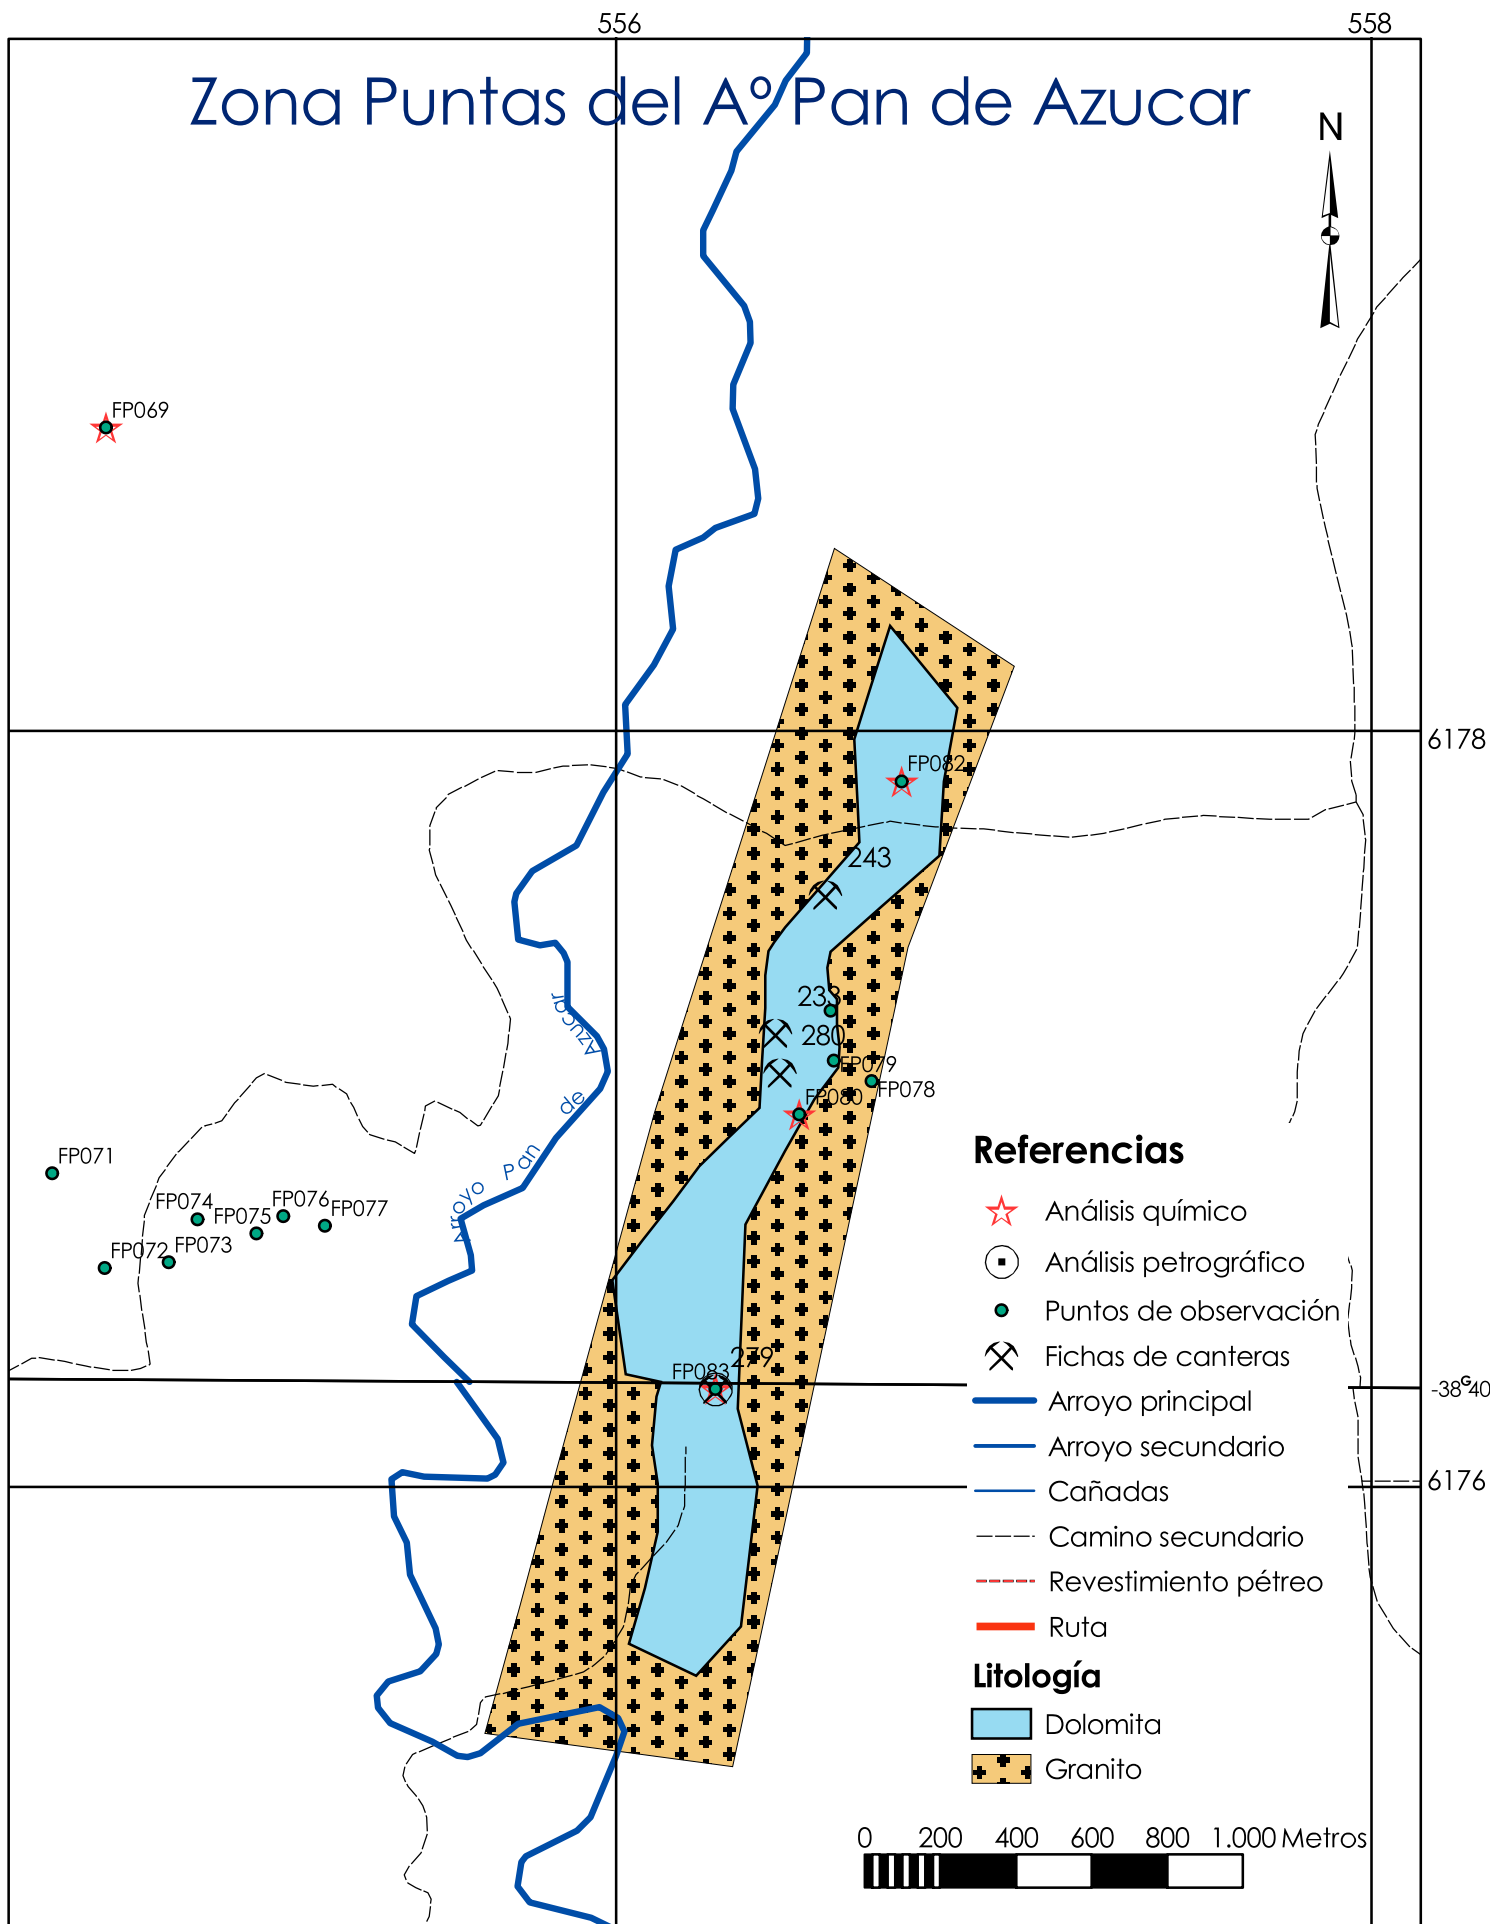 556
558
Zona Puntas del Aº Pan de Azucar
N
FP069
6178
FP082
243
233
280
FP079
FP078
FP080
Arroyo Pan de Azucar
FP071
FP074
FP075
FP076
FP077
FP072
FP073
279
FP083
-38ᴳ40
6176
Referencias
Análisis químico
Análisis petrográfico
Puntos de observación
Fichas de canteras
Arroyo principal
Arroyo secundario
Cañadas
Camino secundario
Revestimiento pétreo
Ruta
Litología
Dolomita
Granito
0 200 400 600 800 1.000 Metros